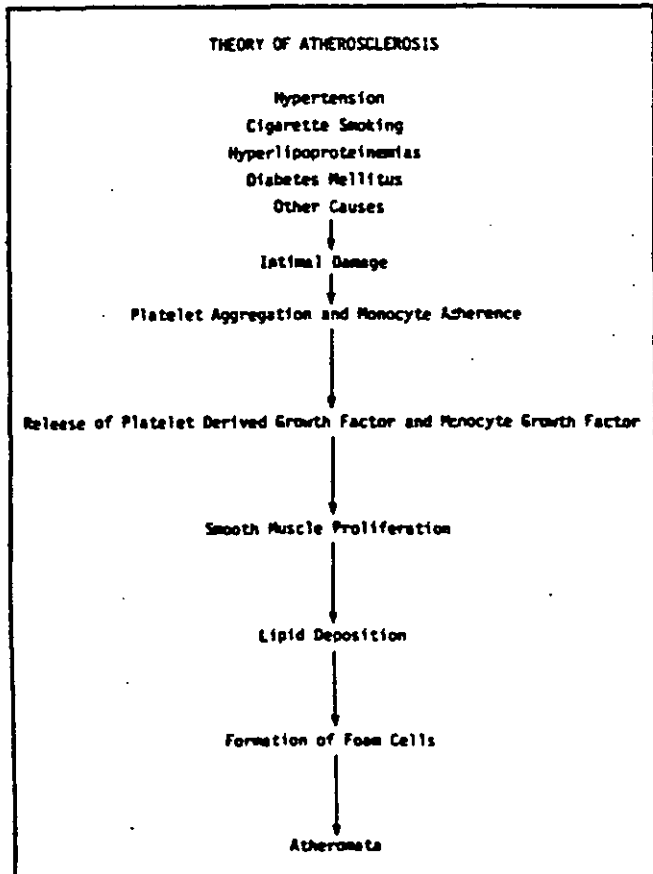 THEORY OF ATHEROSCLEROSIS
Hypertension
Cigarette Smoking
Hyperlipoproteinemias
Diabetes Mellitus
Other Causes
Intimal Damage
Platelet Aggregation and Monocyte Adherence
Release of Platelet Derived Growth Factor and Monocyte Growth Factor
Smooth Muscle Proliferation
Lipid Deposition
Formation of Foam Cells
Atheromata